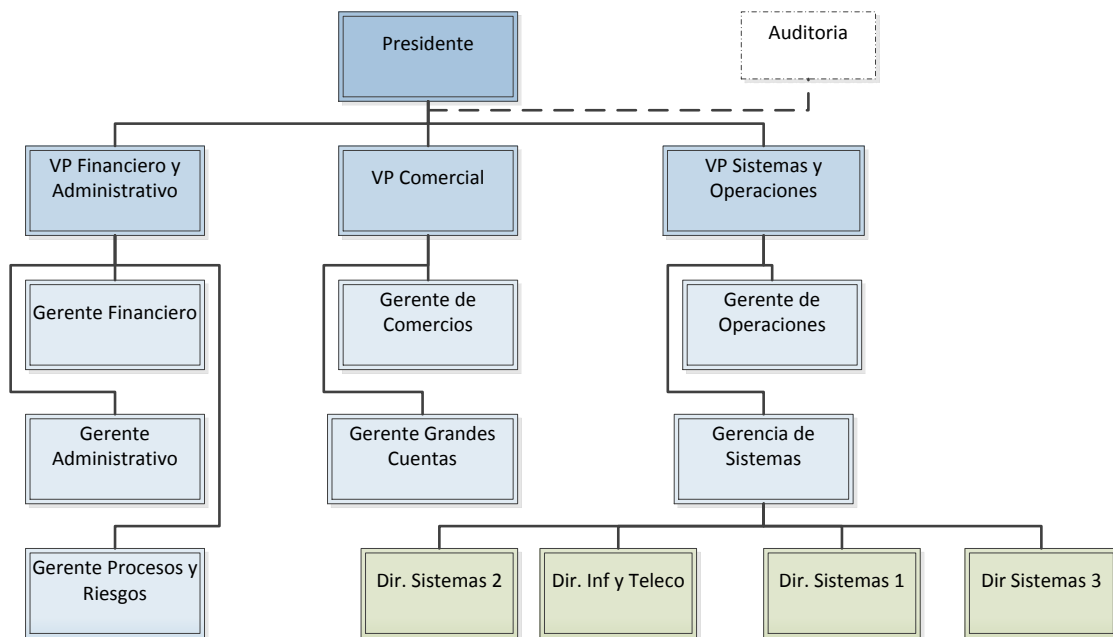 Presidente
Auditoria
VP Financiero y
Administrativo
VP Comercial
VP Sistemas y
Operaciones
Gerente Financiero
Gerente de
Comercios
Gerente de
Operaciones
Gerente
Administrativo
Gerente Grandes
Cuentas
Gerencia de
Sistemas
Gerente Procesos y
Riesgos
Dir. Sistemas 2
Dir. Inf y Teleco
Dir. Sistemas 1
Dir Sistemas 3